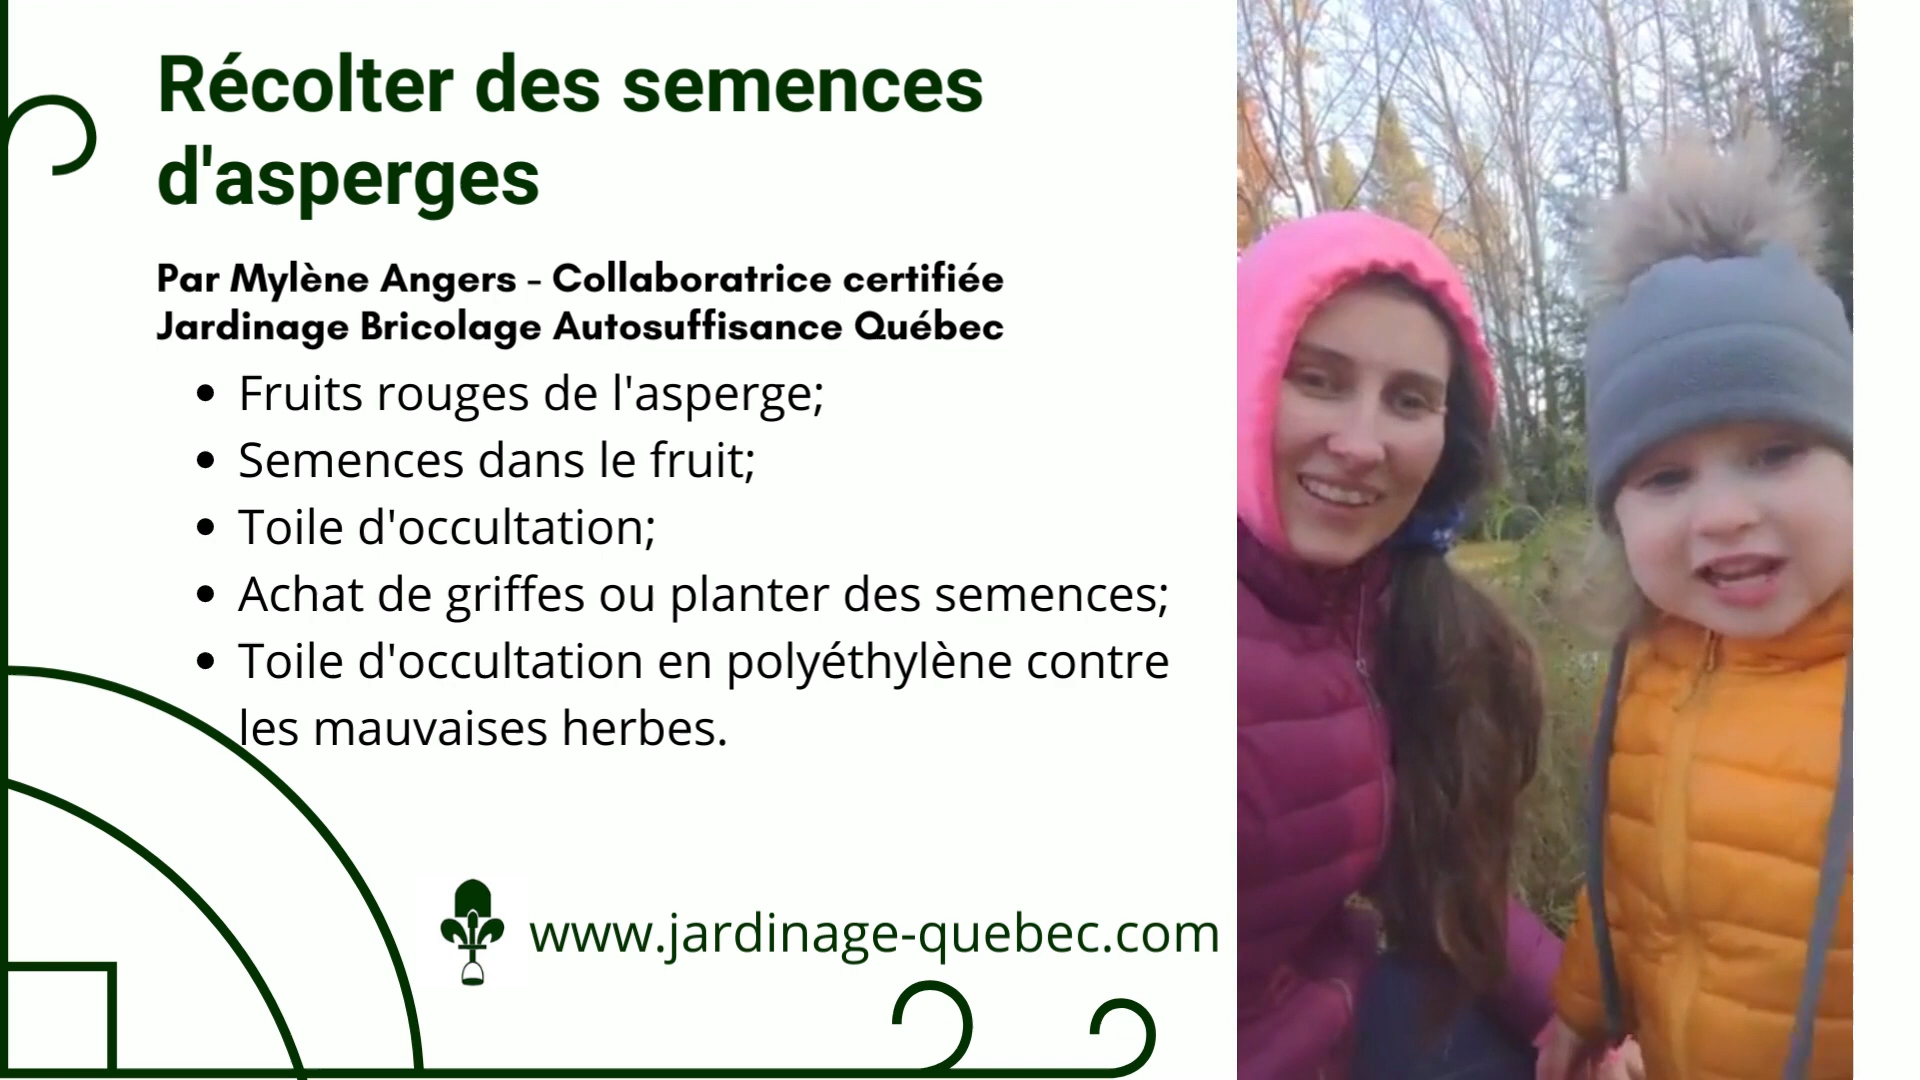 Récolter des semences
d'asperges
Par Mylène Angers - Collaboratrice certifiée
Jardinage Bricolage Autosuffisance Québec
• Fruits rouges de l'asperge;
• Semences dans le fruit;
• Toile d'occultation;
• Achat de griffes ou planter des semences;
• Toile d'occultation en polyéthylène contre
les mauvaises herbes.
www.jardinage-quebec.com